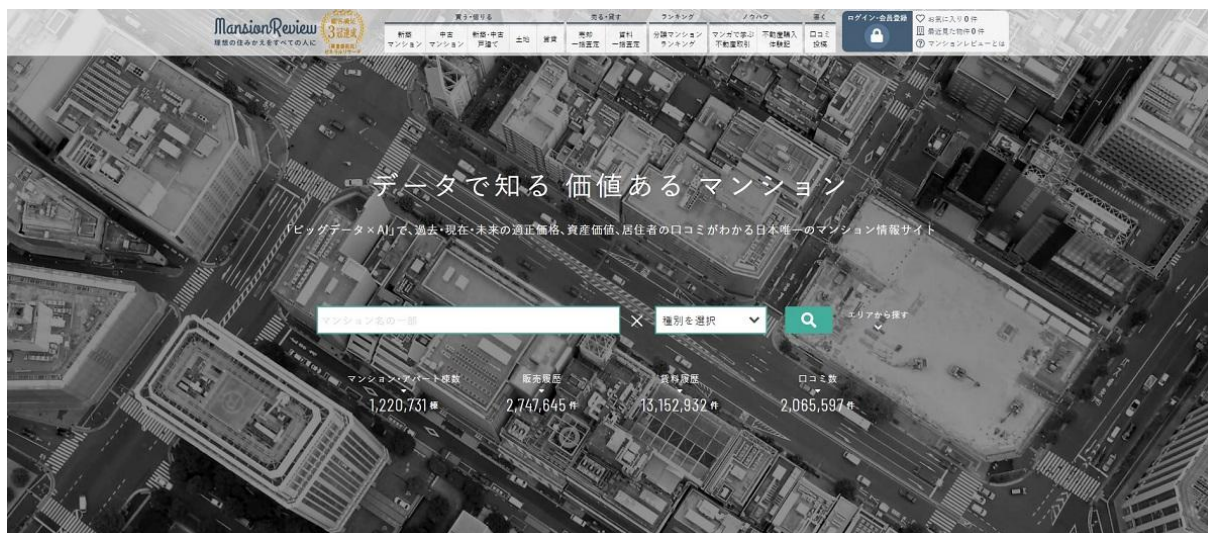 MansionReview
理想の住みかえをすべての人に
3冠達成
買う・借りる
売る・貸す
ランキング
ノウハウ
書く
新築
マンション
中古
マンション
新築・中古
戸建て
土地
賃貸
売却
一括査定
賃料
一括査定
分譲マンション
ランキング
マンガで学ぶ
不動産取引
不動産購入
体験記
口コミ
投稿
ログイン・会員登録
お気に入り0件
最近見た物件0件
マンションレビューとは
データで知る 価値ある マンション
「ビッグデータ×AI」で、過去・現在・未来の適正価格、資産価値、居住者の口コミがわかる日本唯一のマンション情報サイト
マンション名の一部
種別を選択
エリアから探す
マンション・アパート棟数
1,220,731棟
販売履歴
2,747,645件
賃料履歴
13,152,932件
口コミ数
2,065,597件